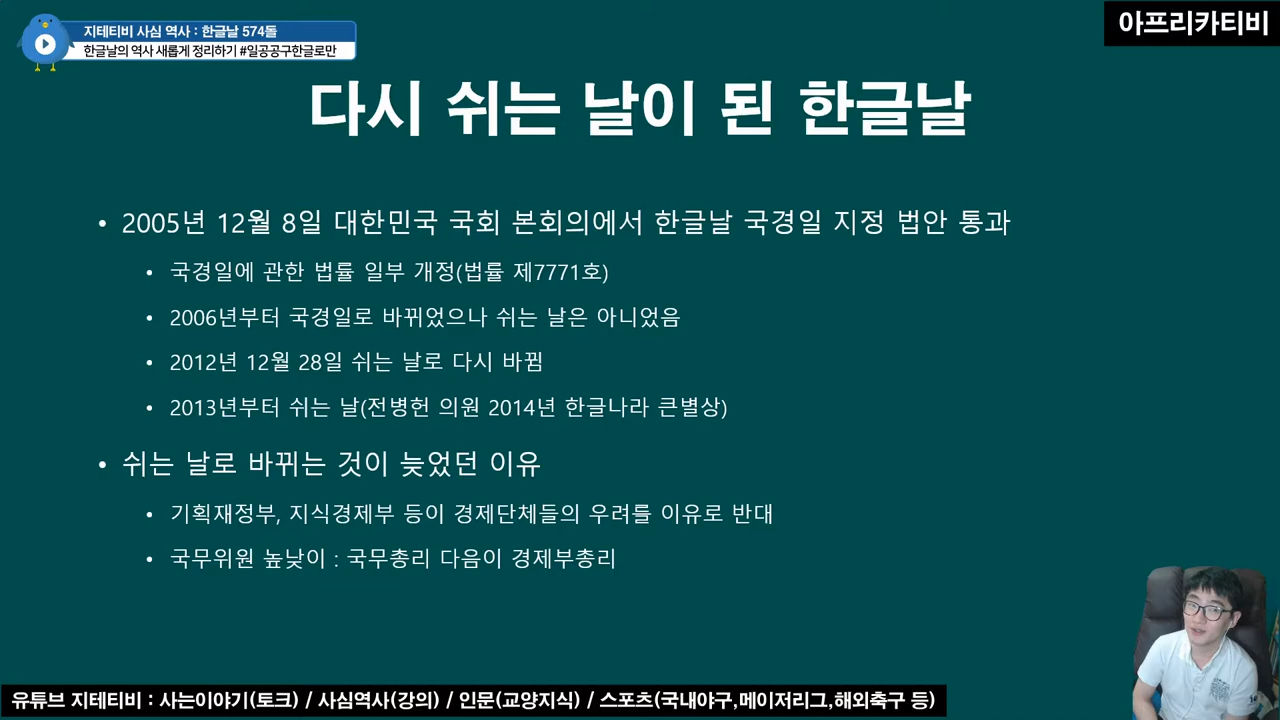 지테티비 사심 역사 : 한글날 574돌
한글날의 역사 새롭게 정리하기 #일공공구한글로만
아프리카티비
다시 쉬는 날이 된 한글날
• 2005년 12월 8일 대한민국 국회 본회의에서 한글날 국경일 지정 법안 통과
• 국경일에 관한 법률 일부 개정(법률 제7771호)
• 2006년부터 국경일로 바뀌었으나 쉬는 날은 아니었음
• 2012년 12월 28일 쉬는 날로 다시 바뀜
• 2013년부터 쉬는 날(전병헌 의원 2014년 한글나라 큰별상)
• 쉬는 날로 바뀌는 것이 늦었던 이유
• 기획재정부, 지식경제부 등이 경제단체들의 우려를 이유로 반대
• 국무위원 높낮이 : 국무총리 다음이 경제부총리
유튜브 지테티비 : 사는이야기(토크) / 사심역사(강의) / 인문(교양지식) / 스포츠(국내야구,메이저리그,해외축구 등)